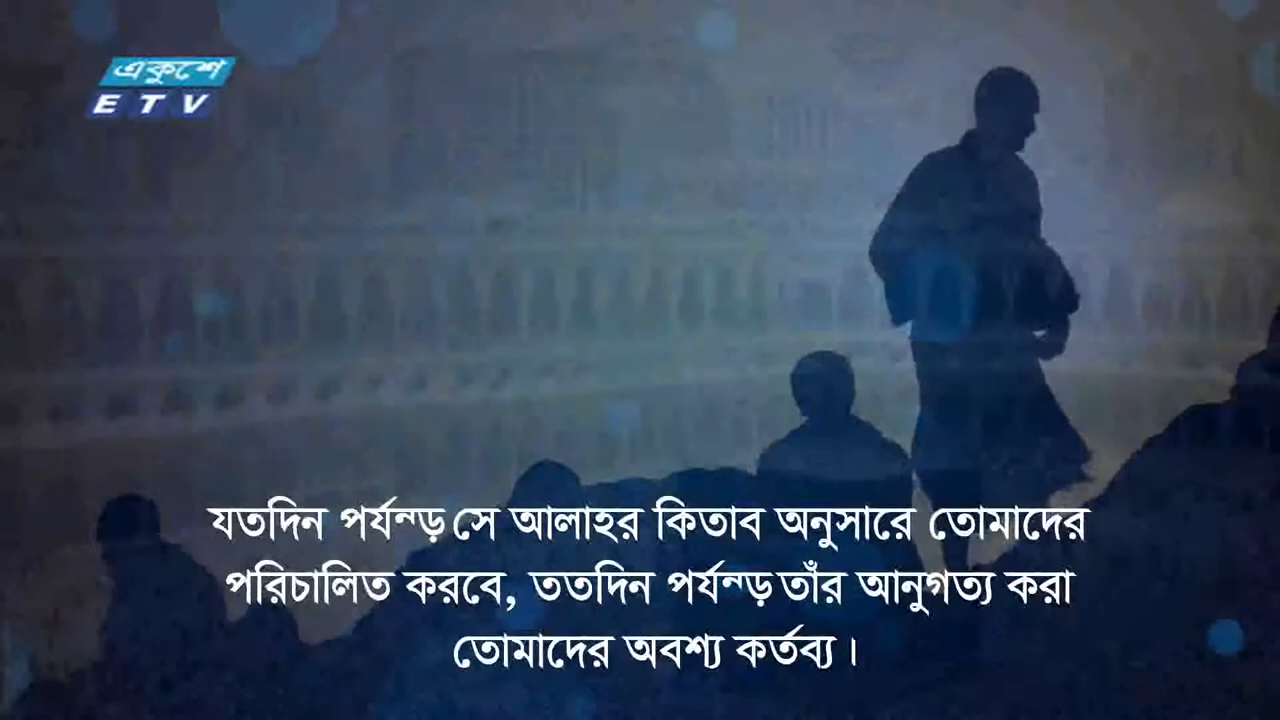 একুশে
ETV
যতদিন পর্যন্ড়সে আলাহর কিতাব অনুসারে তোমাদের
পরিচালিত করবে, ততদিন পর্যন্ড়তাঁর আনুগত্য করা
তোমাদের অবশ্য কর্তব্য।